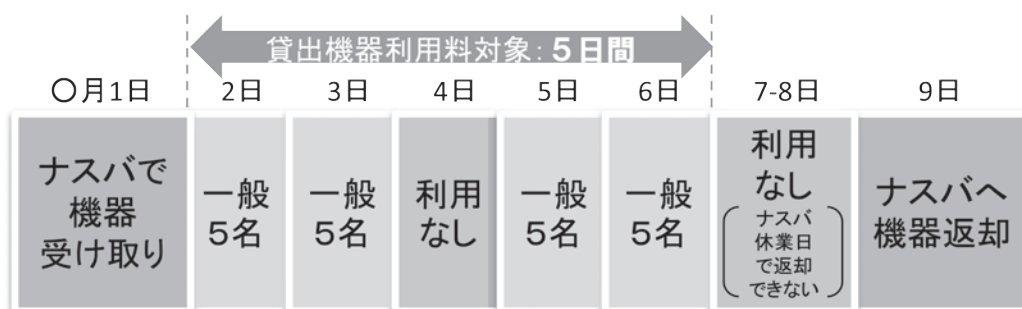 貸出機器利用料対象：５日間
〇月1日
2日
3日
4日
5日
6日
7-8日
9日
ナスバで
機器
受け取り
一般
５名
一般
５名
利用
なし
一般
５名
一般
５名
利用
なし
ナスバ
休業日
で返却
できない
ナスバへ
機器返却